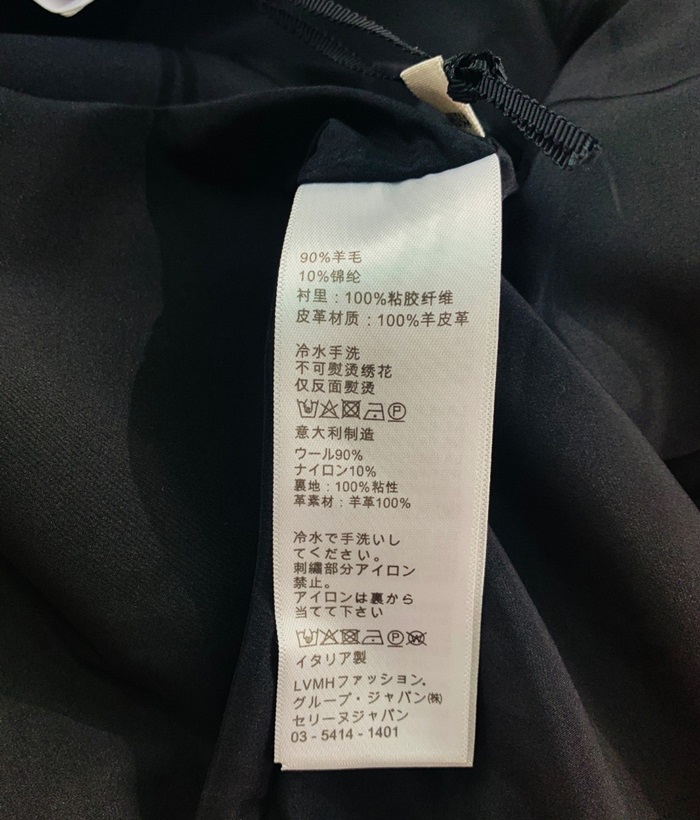 90%羊毛
10%锦纶
衬里：100%粘胶纤维
皮革材质：100%羊皮革
冷水手洗
不可熨烫绣花
仅反面熨烫
P
意大利制造
ウール90%
ナイロン10%
裏地：100%粘性
革素材：羊革100%
冷水で手洗いし
てください。
刺繍部分アイロン
禁止。
アイロンは裏から
当てて下さい
P W
イタリア製
LVMHファッション．
グループ・ジャパン㈱
セリーヌジャパン
03 - 5414 - 1401